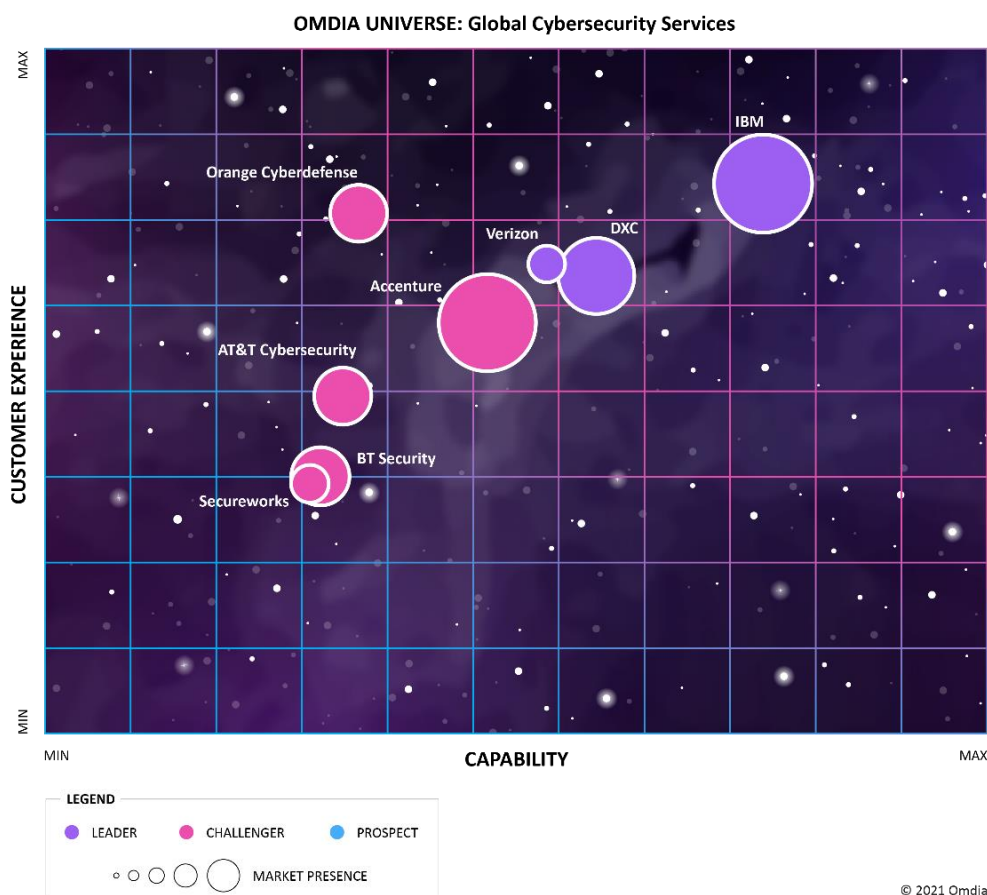 OMDIA UNIVERSE: Global Cybersecurity Services
MAX
IBM
Orange Cyberdefense
DXC
Verizon
Accenture
AT&T Cybersecurity
CUSTOMER EXPERIENCE
BT Security
Secureworks
MIN
MIN
CAPABILITY
MAX
LEGEND
LEADER
CHALLENGER
PROSPECT
MARKET PRESENCE
© 2021 Omdia